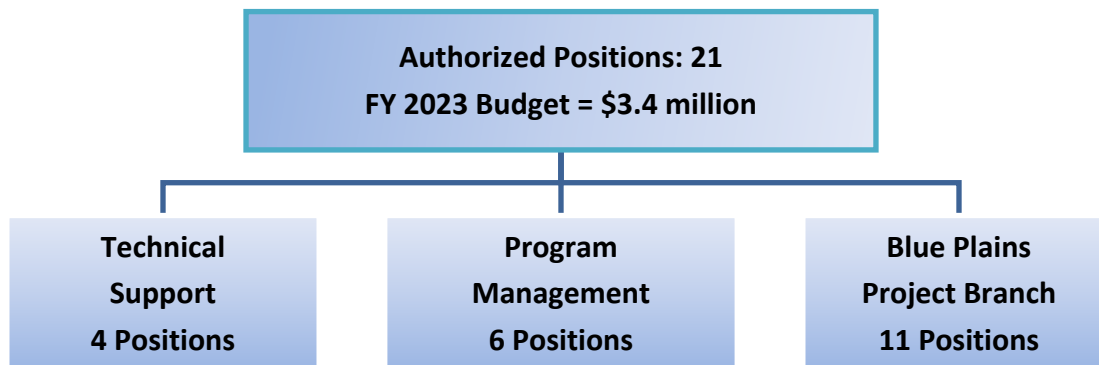 Authorized Positions: 21
FY 2023 Budget = $3.4 million
Technical
Support
4 Positions
Program
Management
6 Positions
Blue Plains
Project Branch
11 Positions